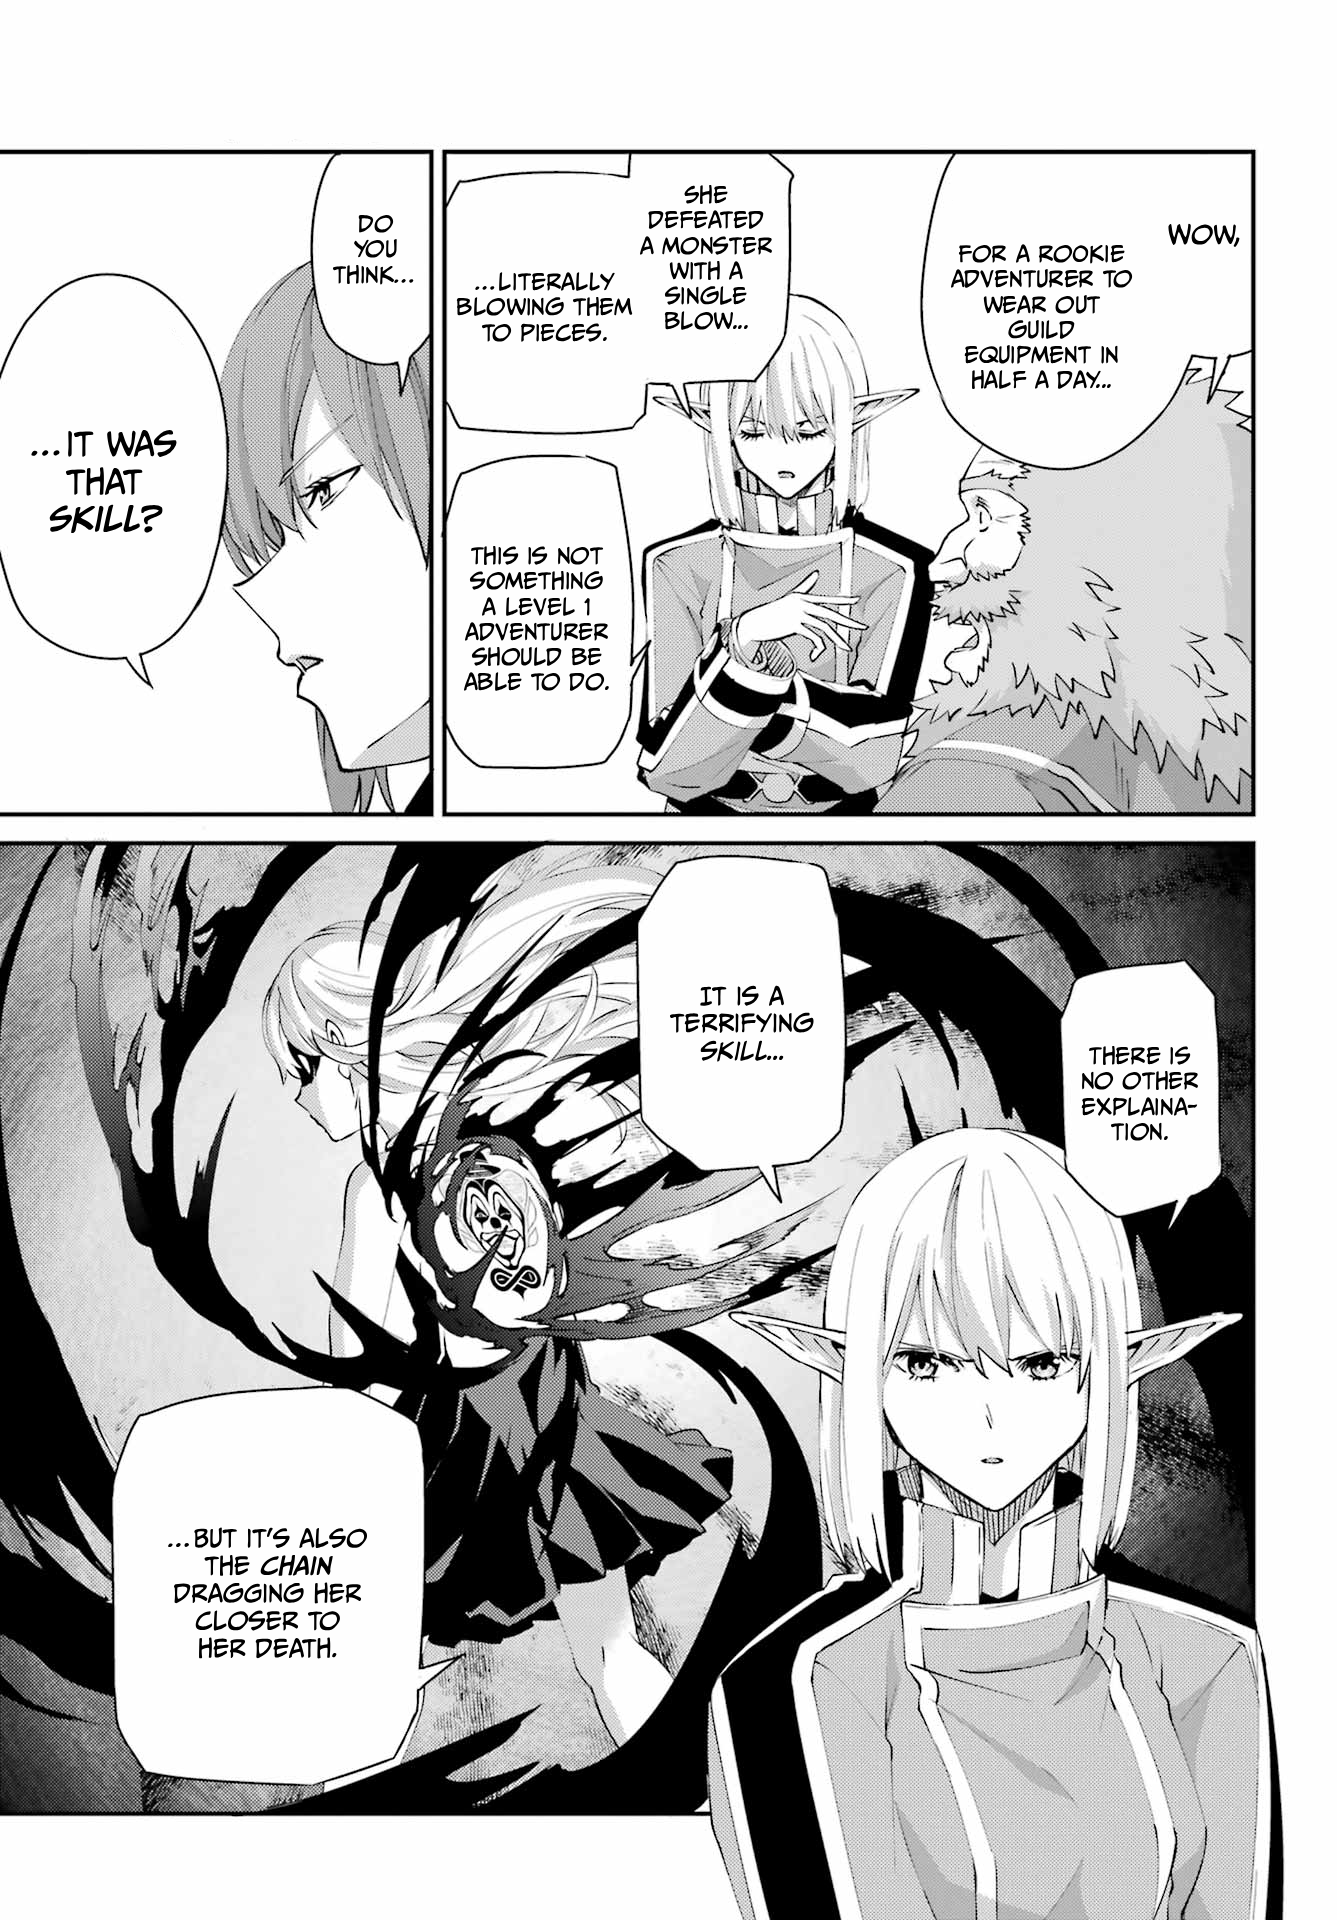 WOW,
FOR A ROOKIE
ADVENTURER TO
WEAR OUT
GUILD
EQUIPMENT IN
HALF A DAY...
SHE
DEFEATED
A MONSTER
WITH A
SINGLE
BLOW...
...LITERALLY
BLOWING THEM
TO PIECES.
THIS IS NOT
SOMETHING
A LEVEL 1
ADVENTURER
SHOULD BE
ABLE TO DO.
DO
YOU
THINK...
...IT WAS
THAT
SKILL?
THERE IS
NO OTHER
EXPLAINA-
TION.
IT IS A
TERRIFYING
SKILL...
...BUT IT'S ALSO
THE CHAIN
DRAGGING HER
CLOSER TO
HER DEATH.